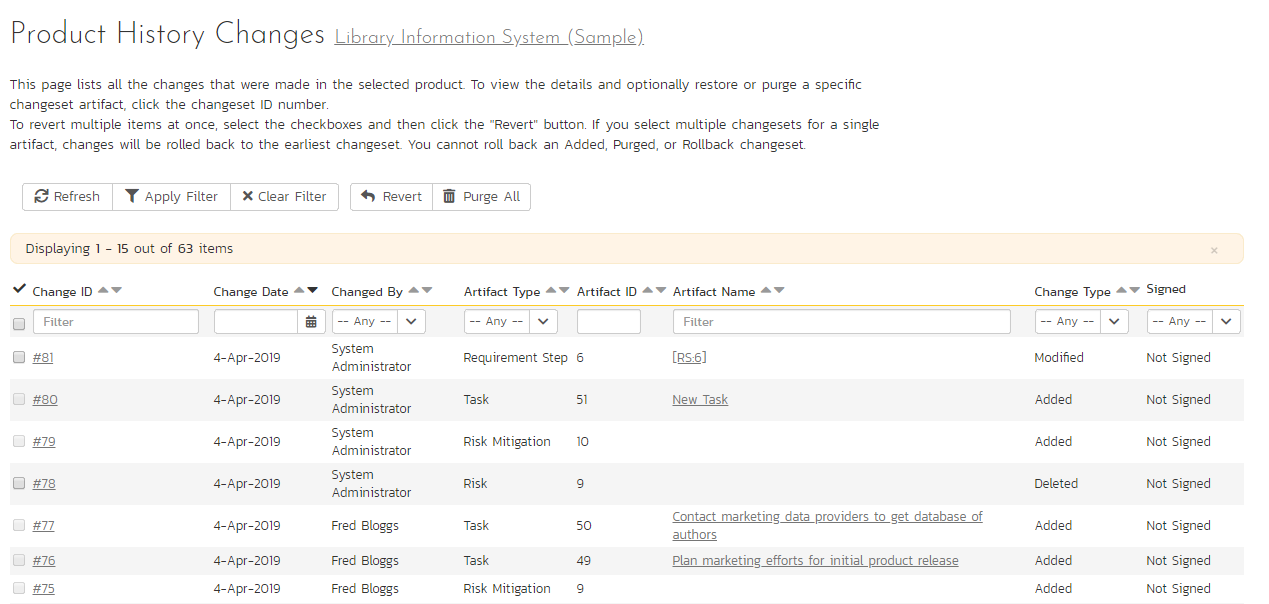 Product History Changes Library Information System (Sample)
This page lists all the changes that were made in the selected product. To view the details and optionally restore or purge a specific
changeset artifact, click the changeset ID number.
To revert multiple items at once, select the checkboxes and then click the "Revert" button. If you select multiple changesets for a single
artifact, changes will be rolled back to the earliest changeset. You cannot roll back an Added, Purged, or Rollback changeset.
Refresh Apply Filter Clear Filter Revert Purge All
Displaying 1 - 15 out of 63 items ×
Change ID Change Date Changed By Artifact Type Artifact ID Artifact Name Change Type Signed
Filter -- Any -- -- Any -- Filter -- Any -- -- Any --
#81 4-Apr-2019 System Administrator Requirement Step 6 [RS:6] Modified Not Signed
#80 4-Apr-2019 System Administrator Task 51 New Task Added Not Signed
#79 4-Apr-2019 System Administrator Risk Mitigation 10 Added Not Signed
#78 4-Apr-2019 System Administrator Risk 9 Deleted Not Signed
#77 4-Apr-2019 Fred Bloggs Task 50 Contact marketing data providers to get database of authors Added Not Signed
#76 4-Apr-2019 Fred Bloggs Task 49 Plan marketing efforts for initial product release Added Not Signed
#75 4-Apr-2019 Fred Bloggs Risk Mitigation 9 Added Not Signed